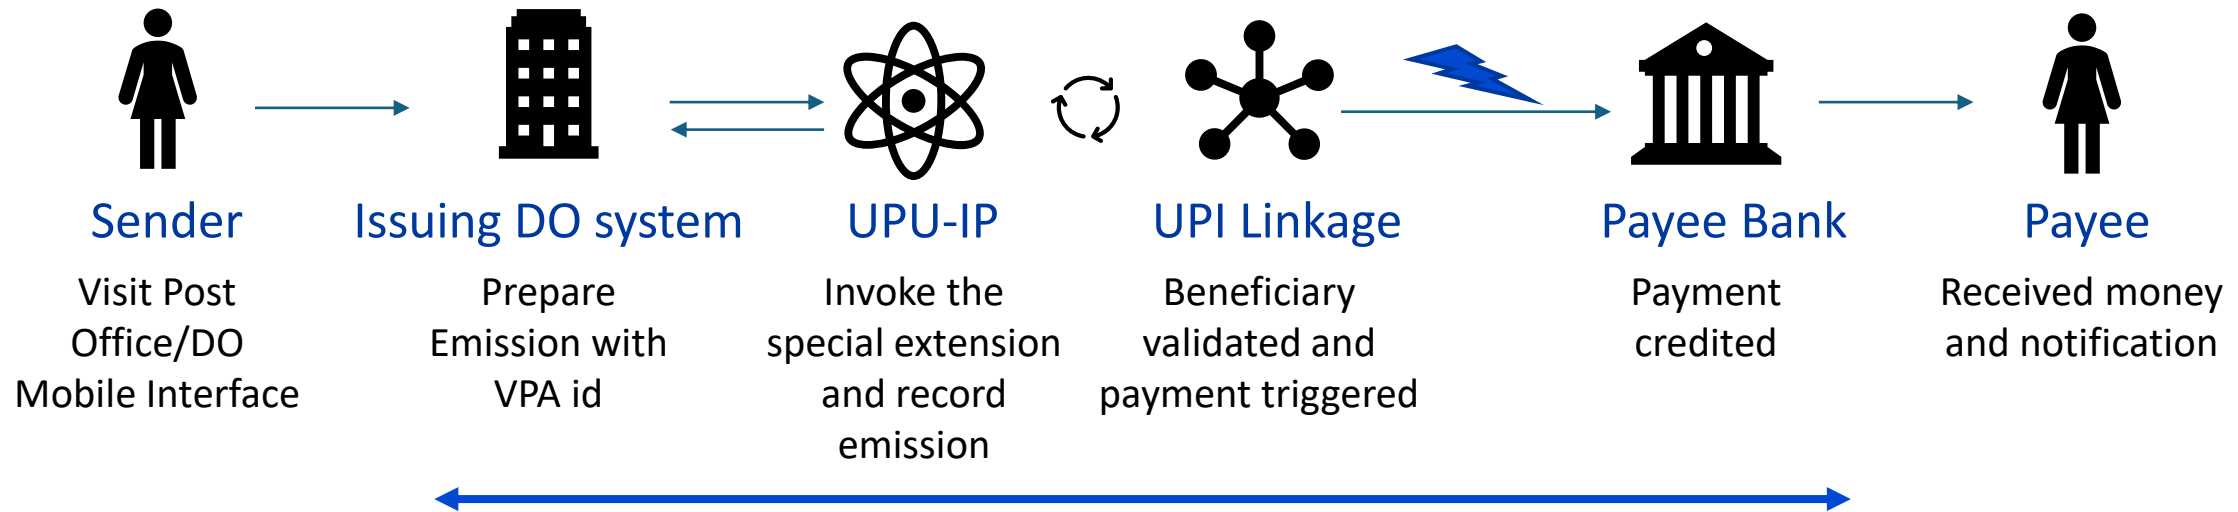 Sender
Visit Post
Office/DO
Mobile Interface
Issuing DO system
Prepare
Emission with
VPA id
UPU-IP
Invoke the
special extension
and record
emission
UPI Linkage
Beneficiary
validated and
payment triggered
Payee Bank
Payment
credited
Payee
Received money
and notification